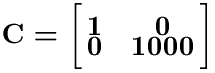 C = [ 1 0
0 1000 ]